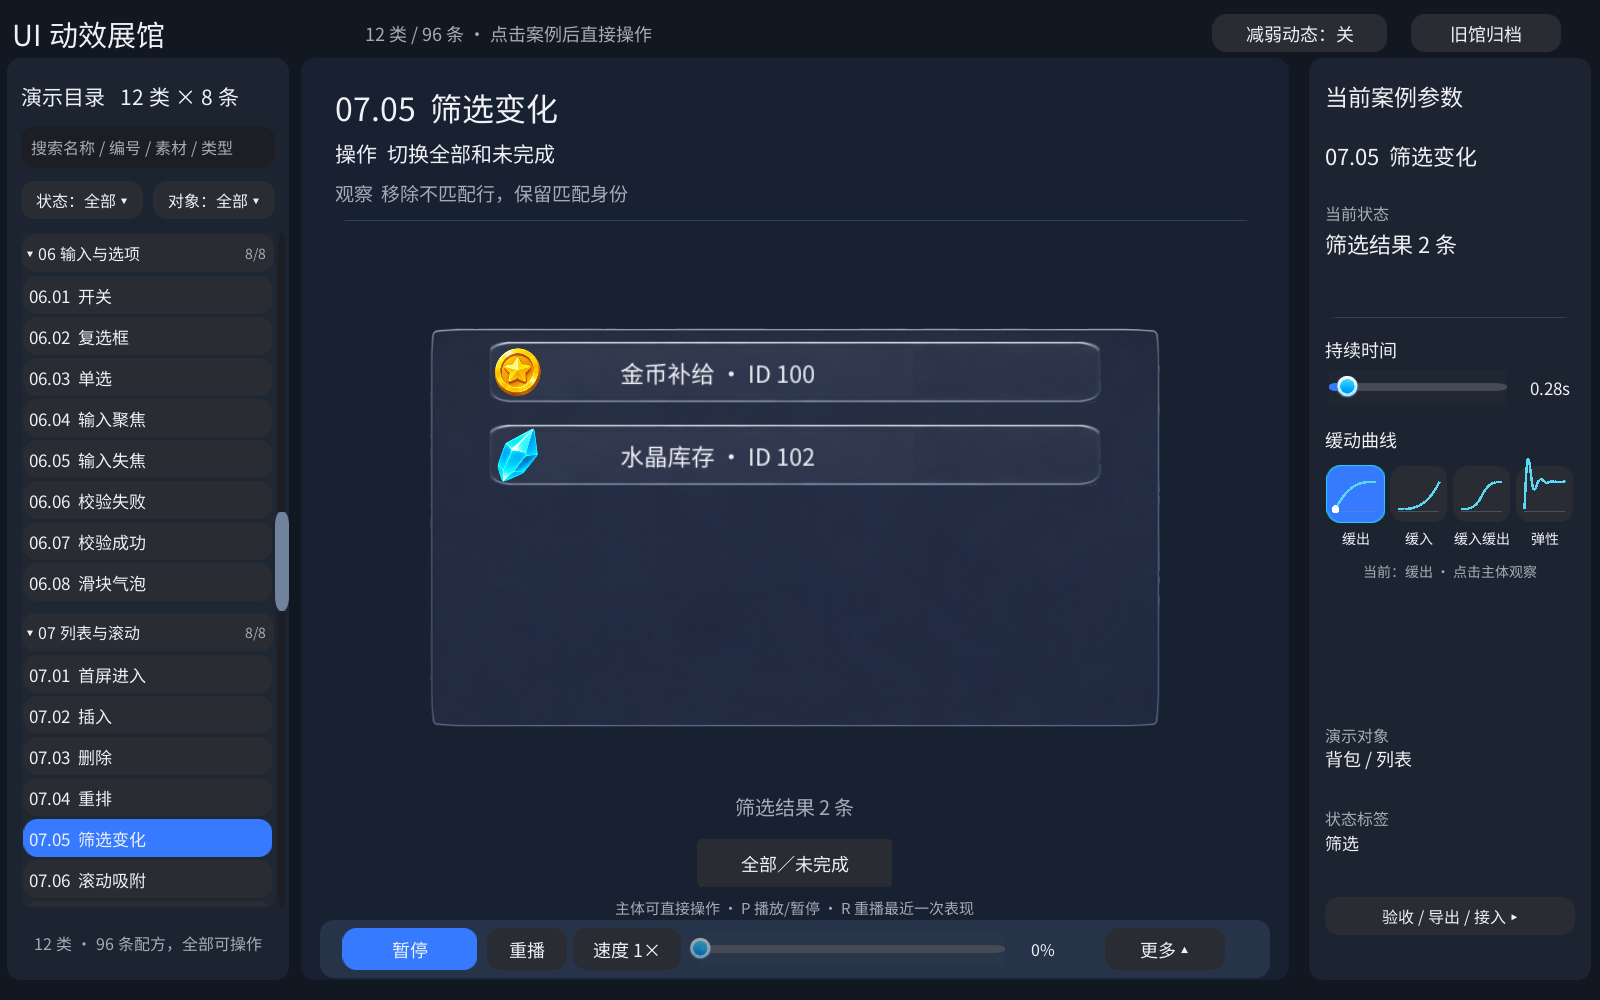 UI 动效展馆
12 类 / 96 条 · 点击案例后直接操作
减弱动态：关
旧馆归档
演示目录 12 类 × 8 条
搜索名称 / 编号 / 素材 / 类型
状态：全部 ▾
对象：全部 ▾
▾ 06 输入与选项 8/8
06.01 开关
06.02 复选框
06.03 单选
06.04 输入聚焦
06.05 输入失焦
06.06 校验失败
06.07 校验成功
06.08 滑块气泡
▾ 07 列表与滚动 8/8
07.01 首屏进入
07.02 插入
07.03 删除
07.04 重排
07.05 筛选变化
07.06 滚动吸附
12 类 · 96 条配方，全部可操作
07.05 筛选变化
操作 切换全部和未完成
观察 移除不匹配行，保留匹配身份
金币补给 · ID 100
水晶库存 · ID 102
筛选结果 2 条
全部／未完成
主体可直接操作 · P 播放/暂停 · R 重播最近一次表现
暂停
重播
速度 1×
0%
更多 ▴
当前案例参数
07.05 筛选变化
当前状态
筛选结果 2 条
持续时间
0.28s
缓动曲线
缓出
缓入
缓入缓出
弹性
当前：缓出 · 点击主体观察
演示对象
背包 / 列表
状态标签
筛选
验收 / 导出 / 接入 ▸